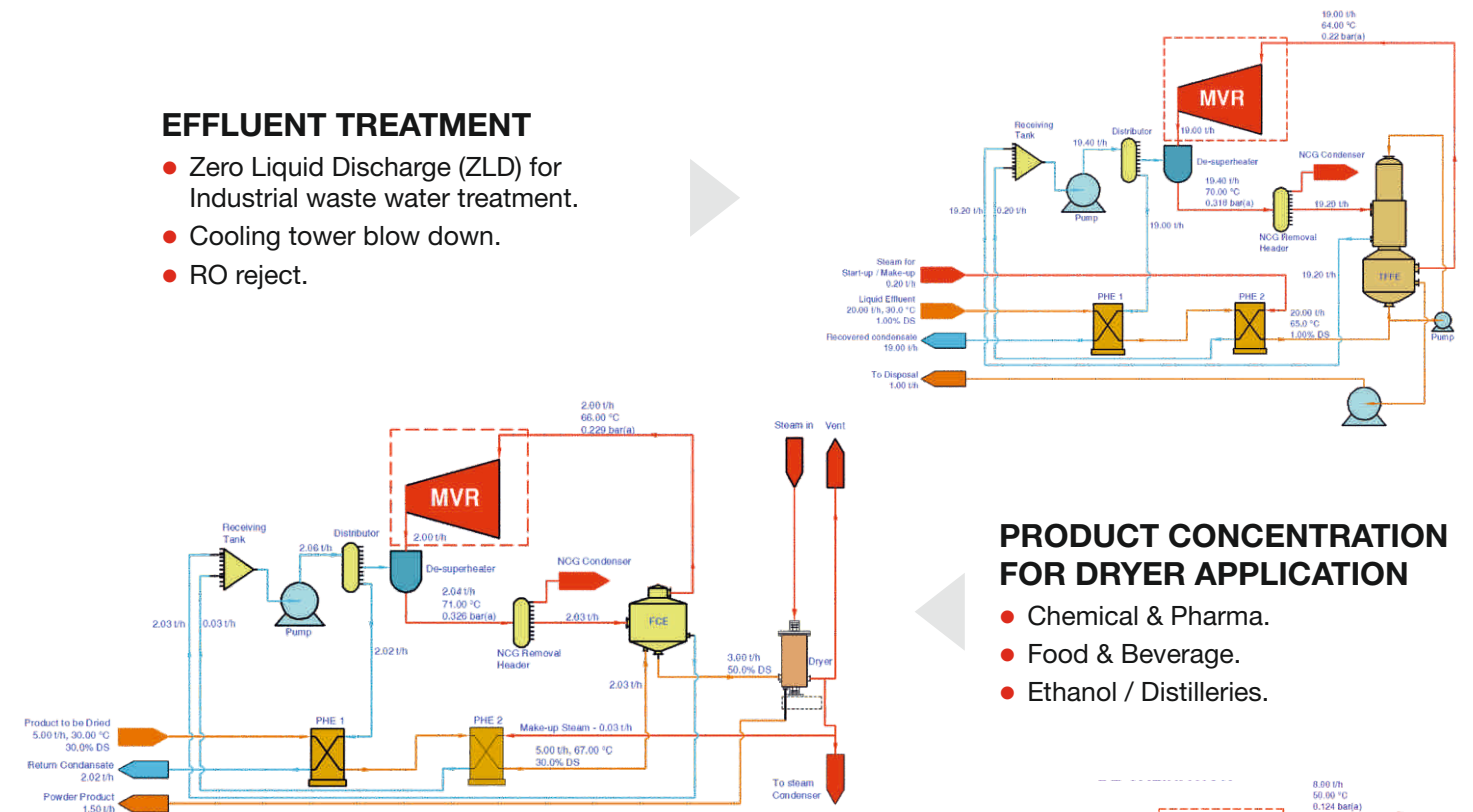 EFFLUENT TREATMENT
Zero Liquid Discharge (ZLD) for
Industrial waste water treatment.
Cooling tower blow down.
RO reject.
19.00 t/h
64.00 °C
0.22 bar(a)
MVR
19.00 t/h
Receiving
Tank
19.40 t/h
Distributor
De-superheater
19.40 t/h
70.00 °C
0.318 bar(a)
NCG Condenser
19.20 t/h
NCG Removal
Header
Pump
19.20 t/h
0.20 t/h
19.00 t/h
19.20 t/h
TFFE
Steam for
Start-up / Make-up
0.20 t/h
Liquid Effluent
20.00 t/h, 30.0 °C
1.00% DS
PHE 1
PHE 2
20.00 t/h
65.0 °C
1.00% DS
Pump
Recovered condensate
19.00 t/h
To Disposal
1.00 t/h
2.00 t/h
66.00 °C
0.229 bar(a)
MVR
2.00 t/h
Steam in
Vent
Receiving
Tank
2.06 t/h
Distributor
De-superheater
2.04 t/h
71.00 °C
0.326 bar(a)
NCG Condenser
2.03 t/h
NCG Removal
Header
FCE
Pump
2.03 t/h
0.03 t/h
2.02 t/h
2.03 t/h
3.00 t/h
50.0% DS
Dryer
Product to be Dried
5.00 t/h, 30.00 °C
30.0% DS
PHE 1
PHE 2
Make-up Steam - 0.03 t/h
5.00 t/h, 67.00 °C
30.0% DS
Return Condansate
2.02 t/h
Powder Product
1.50 t/h
To steam
Condenser
PRODUCT CONCENTRATION
FOR DRYER APPLICATION
Chemical & Pharma.
Food & Beverage.
Ethanol / Distilleries.
8.00 t/h
50.00 °C
0.124 bar(a)